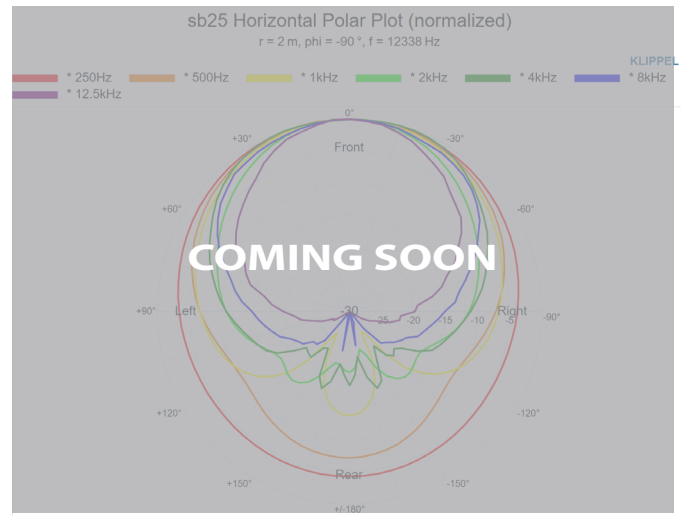 sb25 Horizontal Polar Plot (normalized)
r = 2 m, phi = -90 °, f = 12338 Hz
KLIPPEL
* 250Hz * 500Hz * 1kHz * 2kHz * 4kHz * 8kHz
* 12.5kHz
0°
+30° -30°
Front
+60° -60°
COMING SOON
+90° Left -30 -25 -20 -15 -10 -5 Right -90°
+120° -120°
Rear
+150° -150°
+/-180°